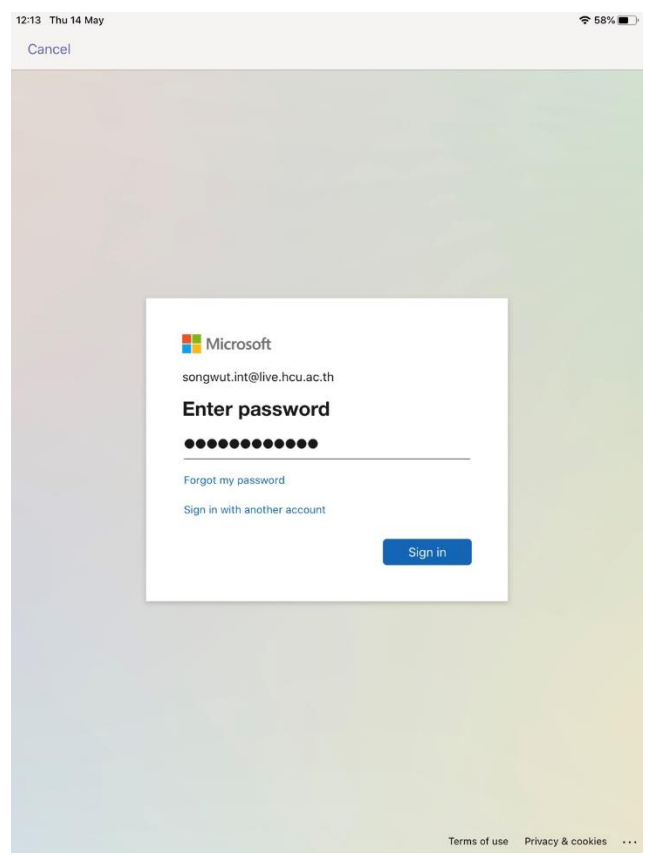 12:13 Thu 14 May 58%
Cancel
Microsoft
songwut.int@live.hcu.ac.th
Enter password
●●●●●●●●●●●●
Forgot my password
Sign in with another account
Sign in
Terms of use Privacy & cookies ...